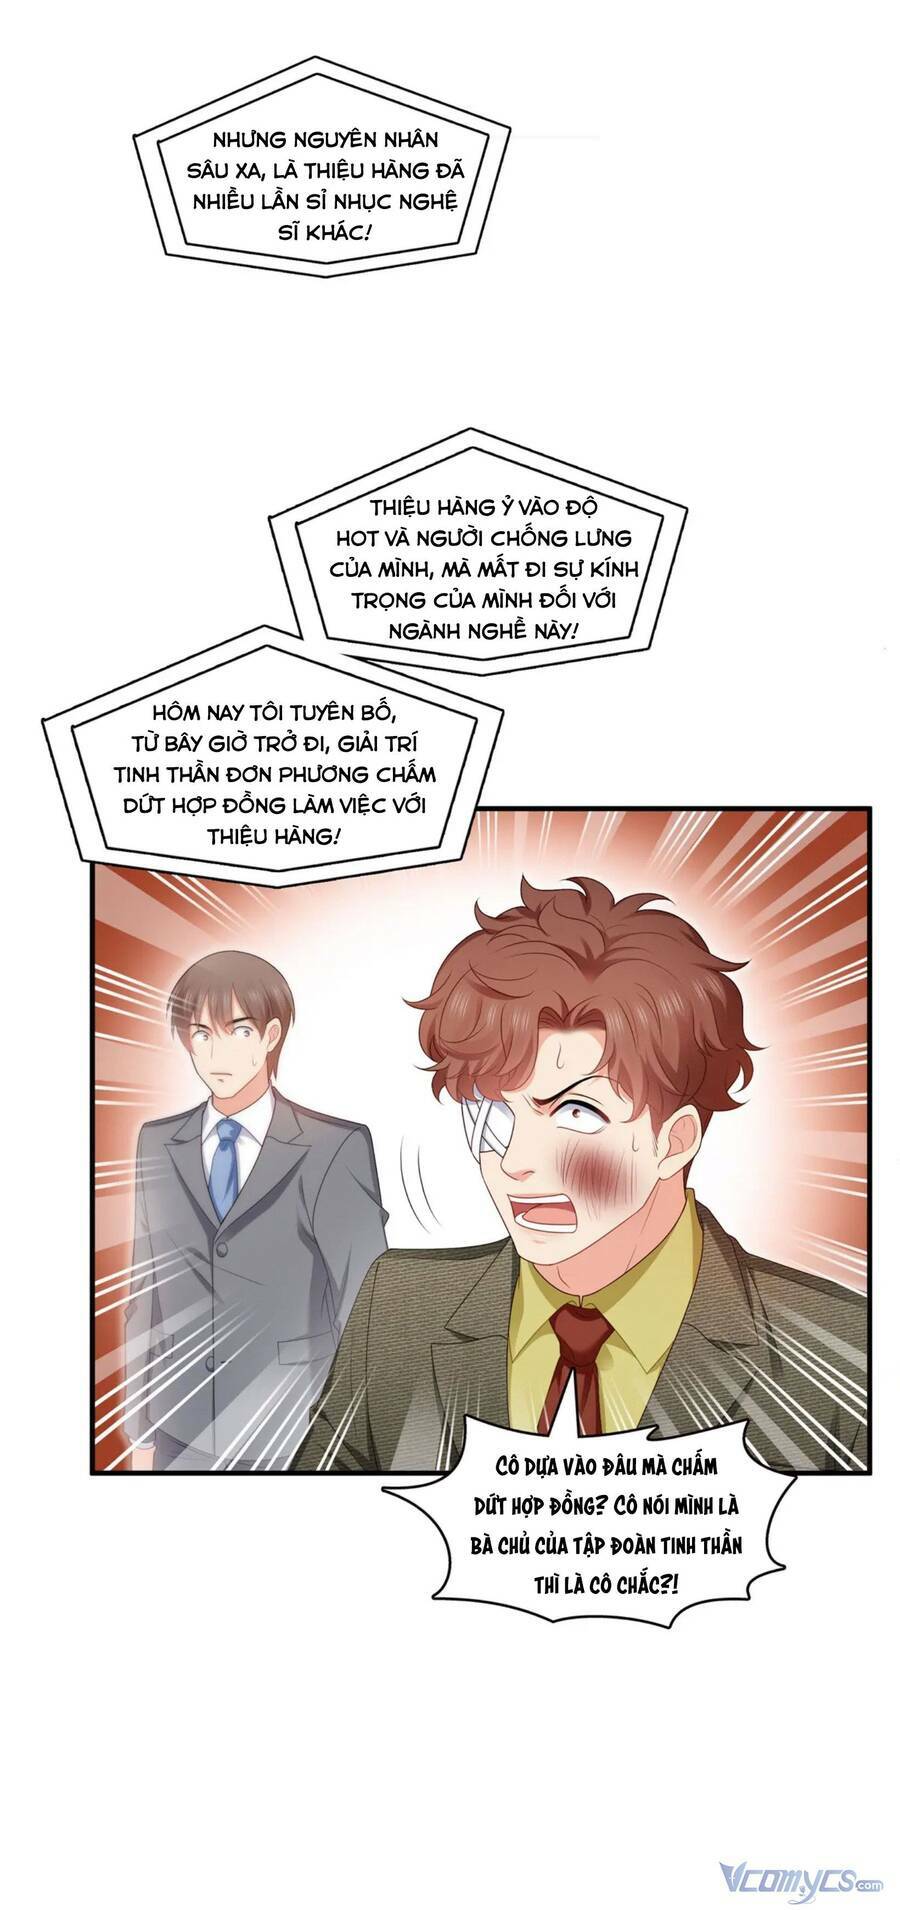 NHƯNG NGUYÊN NHÂN
SÂU XA, LÀ THIỆU HÀNG ĐÃ
NHIỀU LẦN SỈ NHỤC NGHỆ
SĨ KHÁC!
THIỆU HÀNG Ỷ VÀO ĐỘ
HOT VÀ NGƯỜI CHỐNG LƯNG
CỦA MÌNH, MÀ MẤT ĐI SỰ KÍNH
TRỌNG CỦA MÌNH ĐỐI VỚI
NGÀNH NGHỀ NÀY!
HÔM NAY TÔI TUYÊN BỐ,
TỪ BÂY GIỜ TRỞ ĐI, GIẢI TRÍ
TINH THẦN ĐƠN PHƯƠNG CHẤM
DỨT HỢP ĐỒNG LÀM VIỆC VỚI
THIỆU HÀNG!
CÔ DỰA VÀO ĐÂU MÀ CHẤM
DỨT HỢP ĐỒNG? CÔ NÓI MÌNH LÀ
BÀ CHỦ CỦA TẬP ĐOÀN TINH THẦN
THÌ LÀ CÔ CHẮC?!
VCOMYCS.com